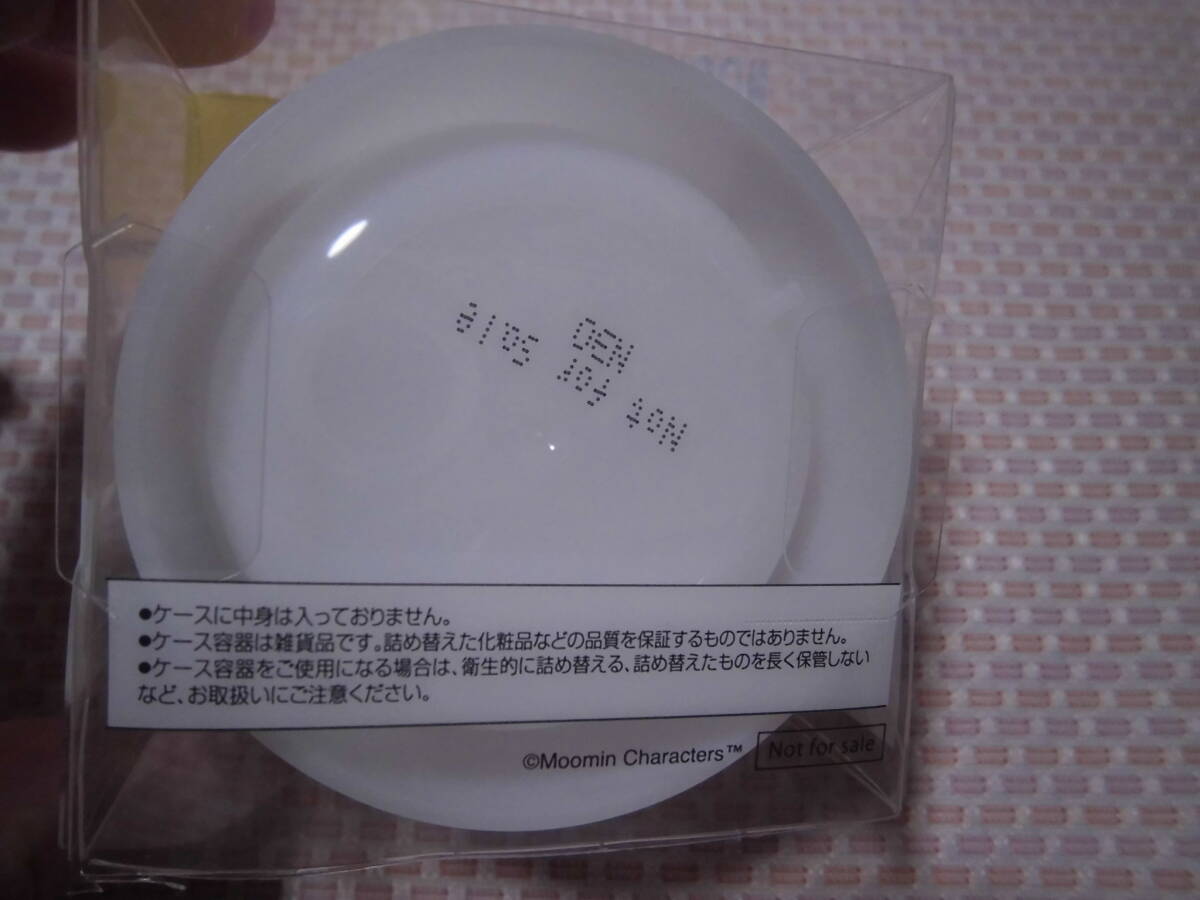 ●ケースに中身は入っておりません。
●ケース容器は雑貨品です。詰め替えた化粧品などの品質を保証するものではありません。
●ケース容器をご使用になる場合は、衛生的に詰め替える、詰め替えたものを長く保管しない
など、お取扱いにご注意ください。
©Moomin Characters™
Not for sale